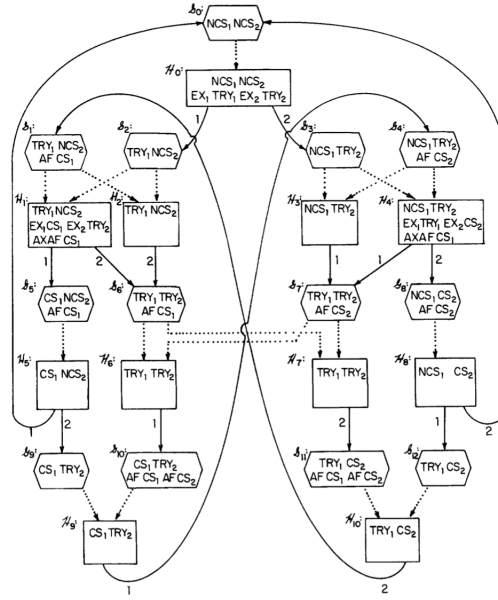 𝒮0:
NCS1 NCS2
ℋ0:
NCS1 NCS2
EX1 TRY1 EX2 TRY2
1
2
𝒮1:
TRY1 NCS2
AF CS1
𝒮2:
TRY1 NCS2
𝒮3:
NCS1 TRY2
𝒮4:
NCS1 TRY2
AF CS2
ℋ1:
TRY1 NCS2
EX1 CS1 EX2 TRY2
AXAF CS1
ℋ2:
TRY1 NCS2
ℋ3:
NCS1 TRY2
ℋ4:
NCS1 TRY2
EX1 TRY1 EX2 CS2
AXAF CS1
1
2
2
1
1
2
𝒮5:
CS1 NCS2
AF CS1
𝒮6:
TRY1 TRY2
AF CS1
𝒮7:
TRY1 TRY2
AF CS2
𝒮8:
NCS1 CS2
AF CS2
ℋ5:
CS1 NCS2
ℋ6:
TRY1 TRY2
ℋ7:
TRY1 TRY2
ℋ8:
NCS1 CS2
1
2
1
2
1
2
𝒮9:
CS1 TRY2
𝒮10:
CS1 TRY2
AF CS1 AF CS2
𝒮11:
TRY1 CS2
AF CS1 AF CS2
𝒮12:
TRY1 CS2
ℋ9:
CS1 TRY2
ℋ10:
TRY1 CS2
1
2